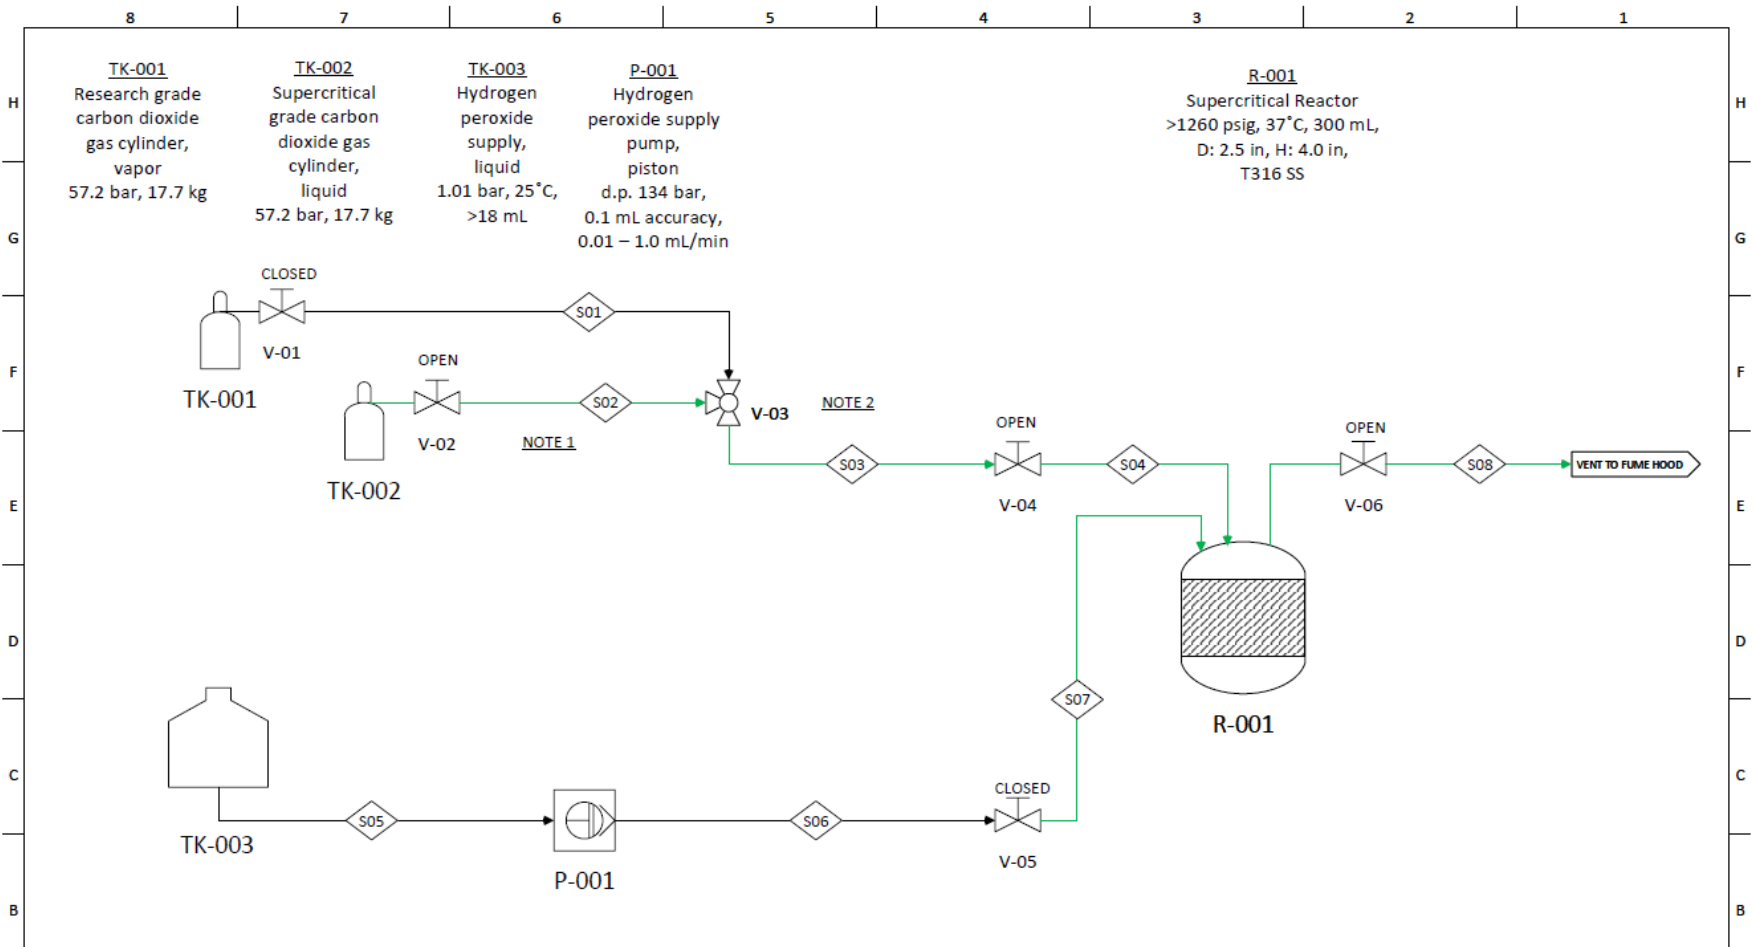 8 7 6 5 4 3 2 1
H
G
F
E
D
C
B
H
G
F
E
D
C
B
TK-001
Research grade
carbon dioxide
gas cylinder,
vapor
57.2 bar, 17.7 kg
TK-002
Supercritical
grade carbon
dioxide gas
cylinder,
liquid
57.2 bar, 17.7 kg
TK-003
Hydrogen
peroxide
supply,
liquid
1.01 bar, 25˚C,
>18 mL
P-001
Hydrogen
peroxide supply
pump,
piston
d.p. 134 bar,
0.1 mL accuracy,
0.01 – 1.0 mL/min
R-001
Supercritical Reactor
>1260 psig, 37˚C, 300 mL,
D: 2.5 in, H: 4.0 in,
T316 SS
CLOSED
S01
V-01
TK-001
OPEN
S02
V-02
NOTE 1
TK-002
V-03
NOTE 2
S03
OPEN
V-04
S04
OPEN
V-06
S08
VENT TO FUME HOOD
S07
R-001
TK-003
S05
P-001
S06
CLOSED
V-05